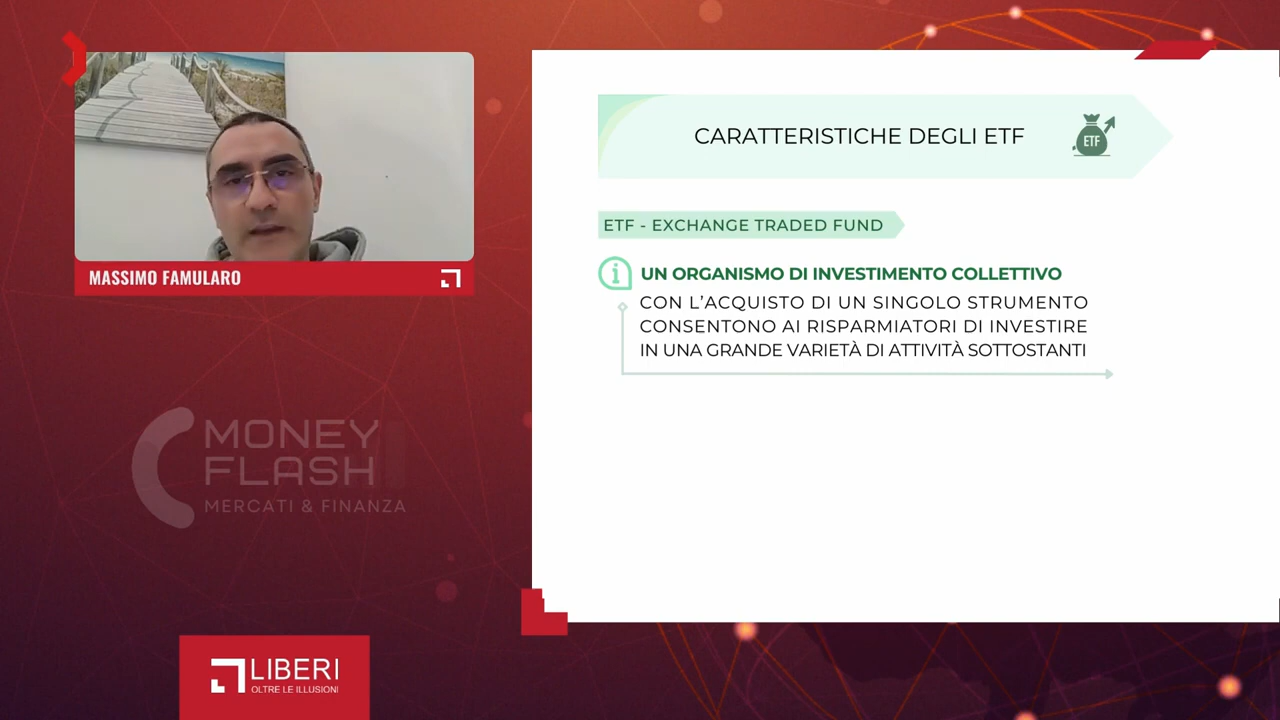 MASSIMO FAMULARO
MONEY
FLASH
MERCATI & FINANZA
LIBERI
OLTRE LE ILLUSIONI
CARATTERISTICHE DEGLI ETF
ETF
ETF - EXCHANGE TRADED FUND
UN ORGANISMO DI INVESTIMENTO COLLETTIVO
CON L'ACQUISTO DI UN SINGOLO STRUMENTO
CONSENTONO AI RISPARMIATORI DI INVESTIRE
IN UNA GRANDE VARIETÀ DI ATTIVITÀ SOTTOSTANTI